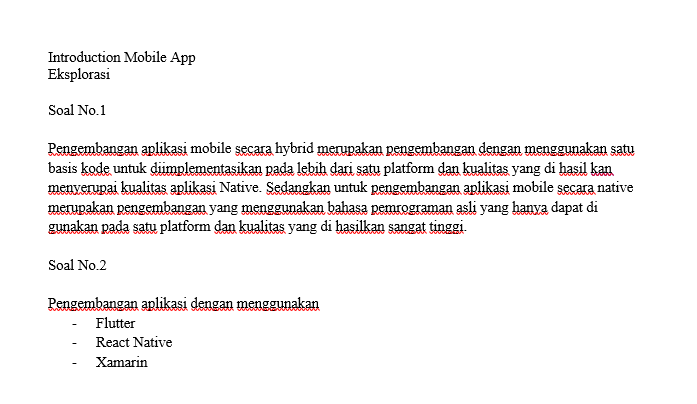 Introduction Mobile App
Eksplorasi
Soal No.1
Pengembangan aplikasi mobile secara hybrid merupakan pengembangan dengan menggunakan satu
basis kode untuk diimplementasikan pada lebih dari satu platform dan kualitas yang di hasil kan
menyerupai kualitas aplikasi Native. Sedangkan untuk pengembangan aplikasi mobile secara native
merupakan pengembangan yang menggunakan bahasa pemrograman asli yang hanya dapat di
gunakan pada satu platform dan kualitas yang di hasilkan sangat tinggi.
Soal No.2
Pengembangan aplikasi dengan menggunakan
- Flutter
- React Native
- Xamarin